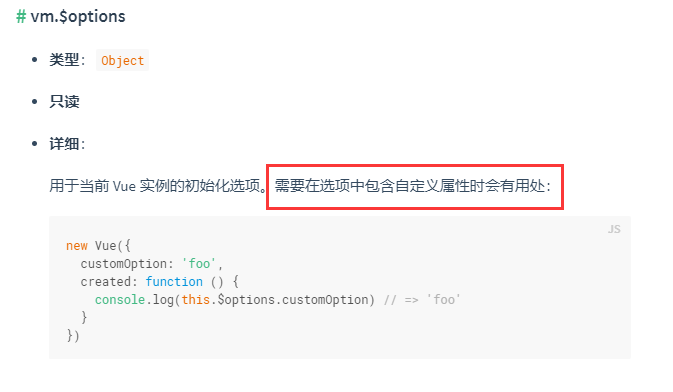 # vm.$options
类型： Object
只读
详细：
用于当前 Vue 实例的初始化选项。需要在选项中包含自定义属性时会有用处：
JS
new Vue({
  customOption: 'foo',
  created: function () {
    console.log(this.$options.customOption) // => 'foo'
  }
})